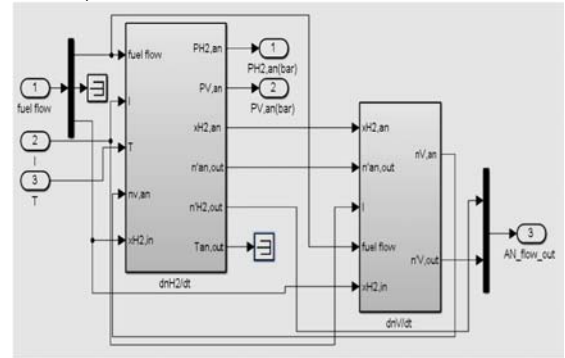 1
fuel flow
2
I
3
T
fuel flow
I
T
nv,an
xH2,in
PH2,an
PV,an
xH2,an
n'an,out
n'H2,out
Tan,out
dnH2/dt
1
PH2,an(bar)
2
PV,an(bar)
xH2,an
n'an,out
I
fuel flow
xH2,in
nV,an
n'V,out
dnV/dt
3
AN_flow_out